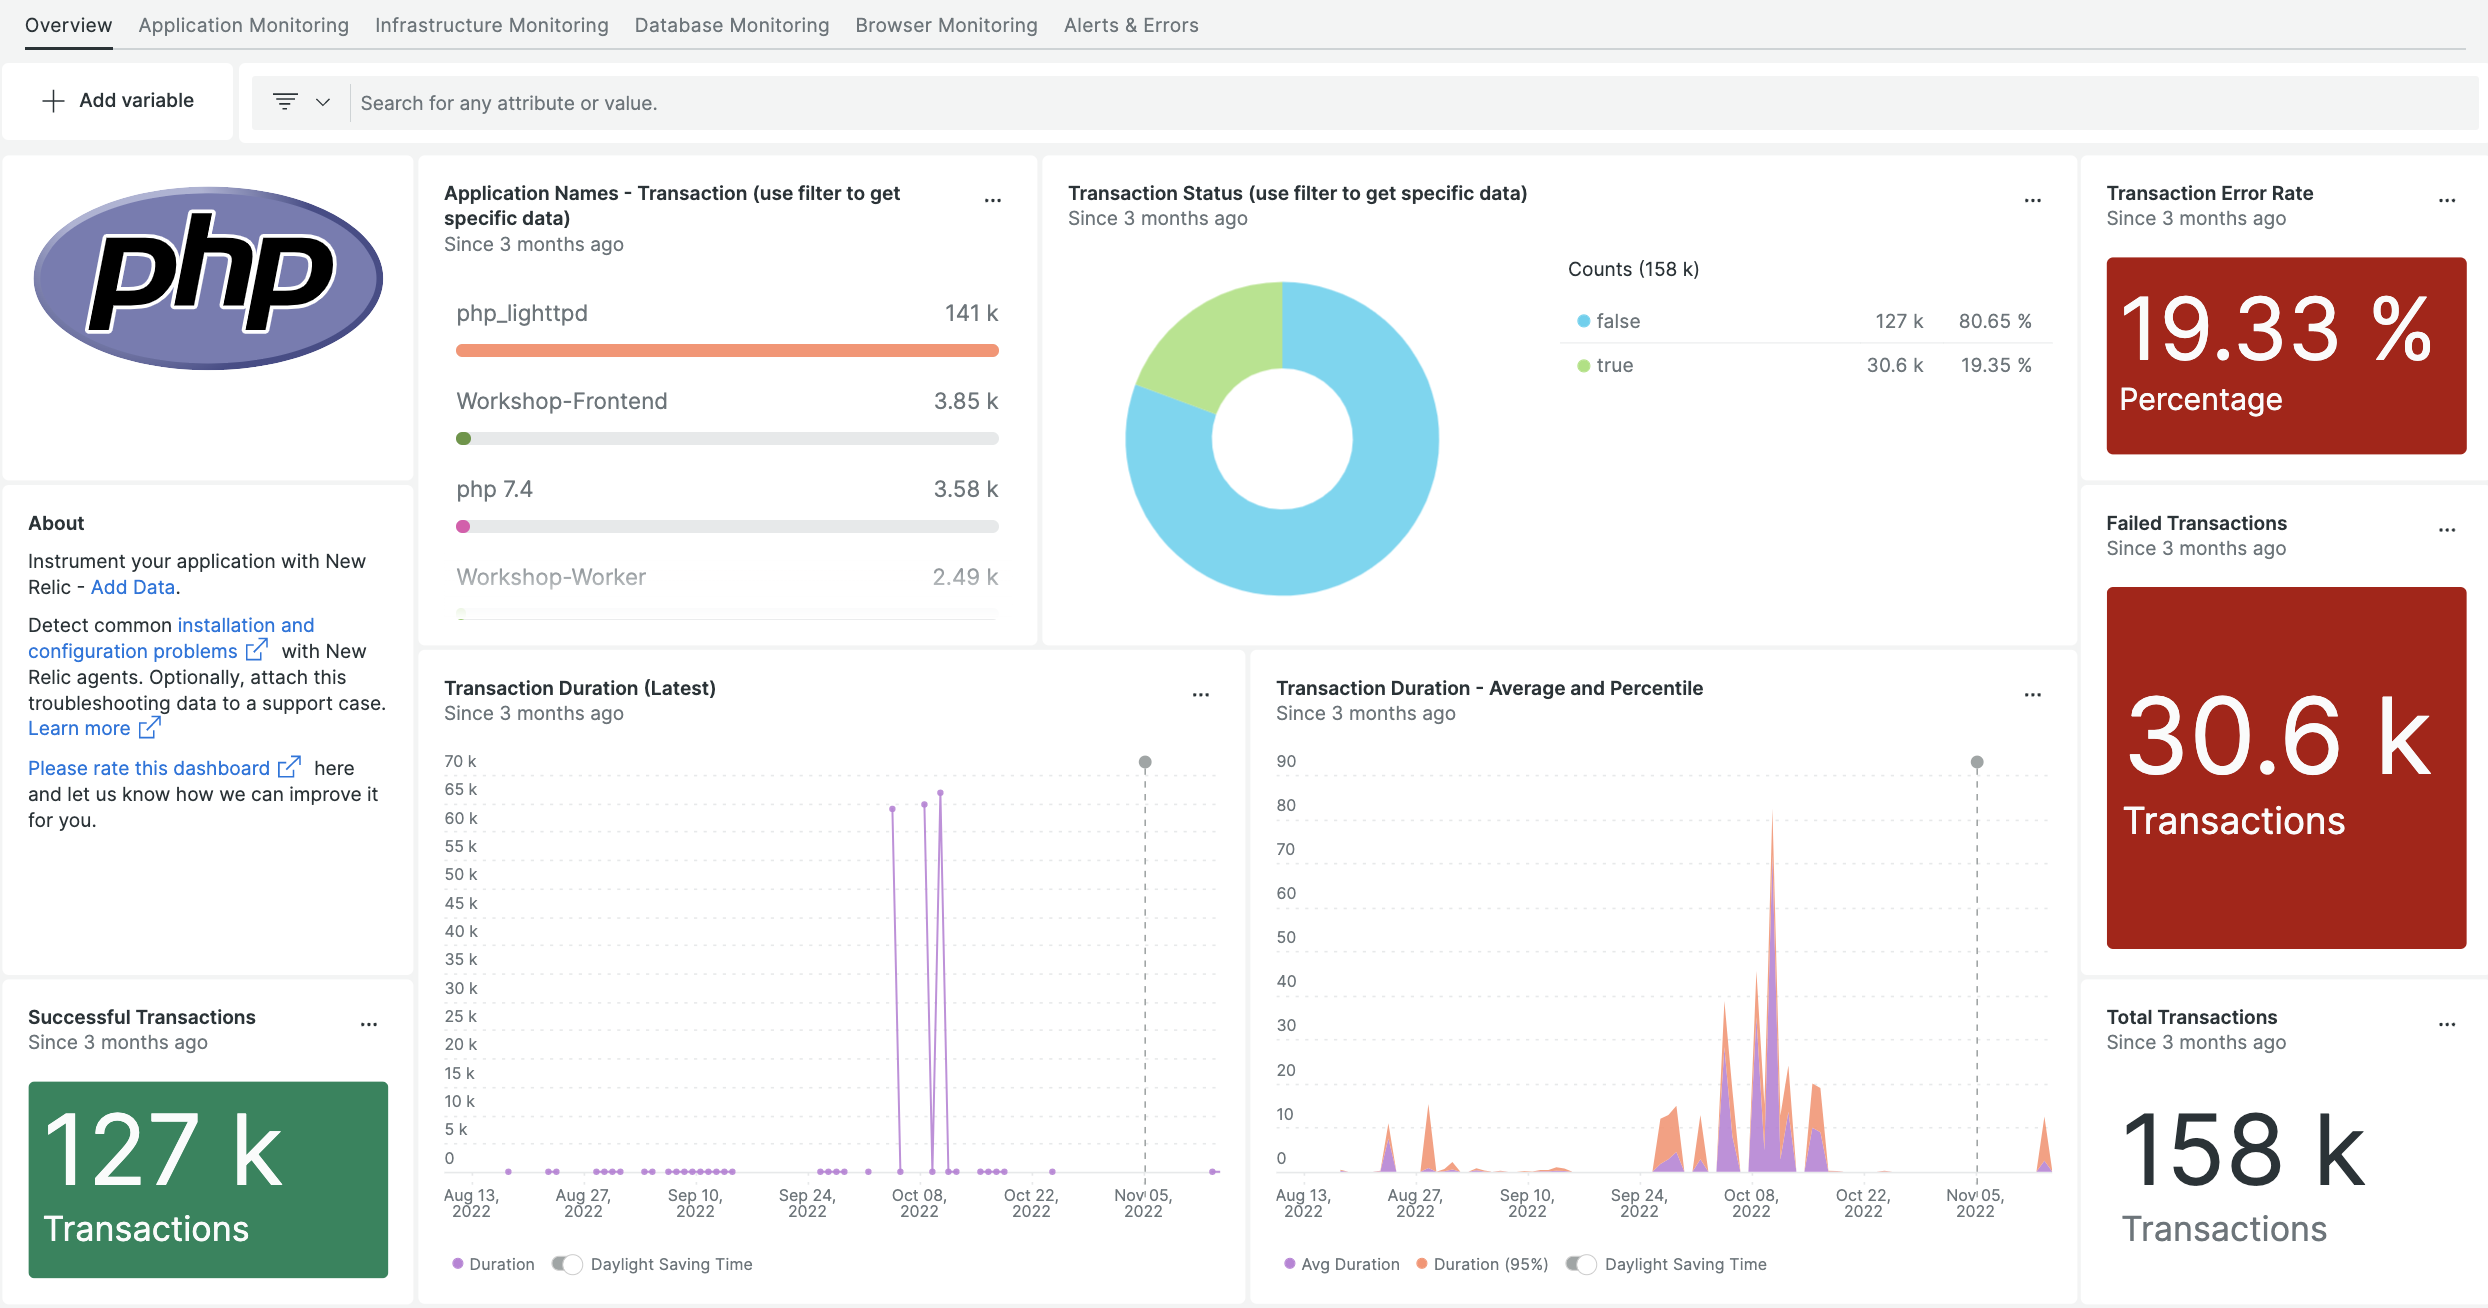 Overview Application Monitoring Infrastructure Monitoring Database Monitoring Browser Monitoring Alerts & Errors
Add variable
Search for any attribute or value.
php
Application Names - Transaction (use filter to get
specific data)
Since 3 months ago
php_lighttpd 141 k
Workshop-Frontend 3.85 k
php 7.4 3.58 k
Workshop-Worker 2.49 k
Transaction Status (use filter to get specific data)
Since 3 months ago
Counts (158 k)
false 127 k 80.65 %
true 30.6 k 19.35 %
Transaction Error Rate
Since 3 months ago
19.33 %
Percentage
About
Instrument your application with New
Relic - Add Data.
Detect common installation and
configuration problems with New
Relic agents. Optionally, attach this
troubleshooting data to a support case.
Learn more
Please rate this dashboard here
and let us know how we can improve it
for you.
Failed Transactions
Since 3 months ago
30.6 k
Transactions
Transaction Duration (Latest)
Since 3 months ago
70 k
65 k
60 k
55 k
50 k
45 k
40 k
35 k
30 k
25 k
20 k
15 k
10 k
5 k
0
Aug 13, Aug 27, Sep 10, Sep 24, Oct 08, Oct 22, Nov 05,
2022 2022 2022 2022 2022 2022 2022
Duration Daylight Saving Time
Transaction Duration - Average and Percentile
Since 3 months ago
90
80
70
60
50
40
30
20
10
0
Aug 13, Aug 27, Sep 10, Sep 24, Oct 08, Oct 22, Nov 05,
2022 2022 2022 2022 2022 2022 2022
Avg Duration Duration (95%) Daylight Saving Time
Successful Transactions
Since 3 months ago
127 k
Transactions
Total Transactions
Since 3 months ago
158 k
Transactions